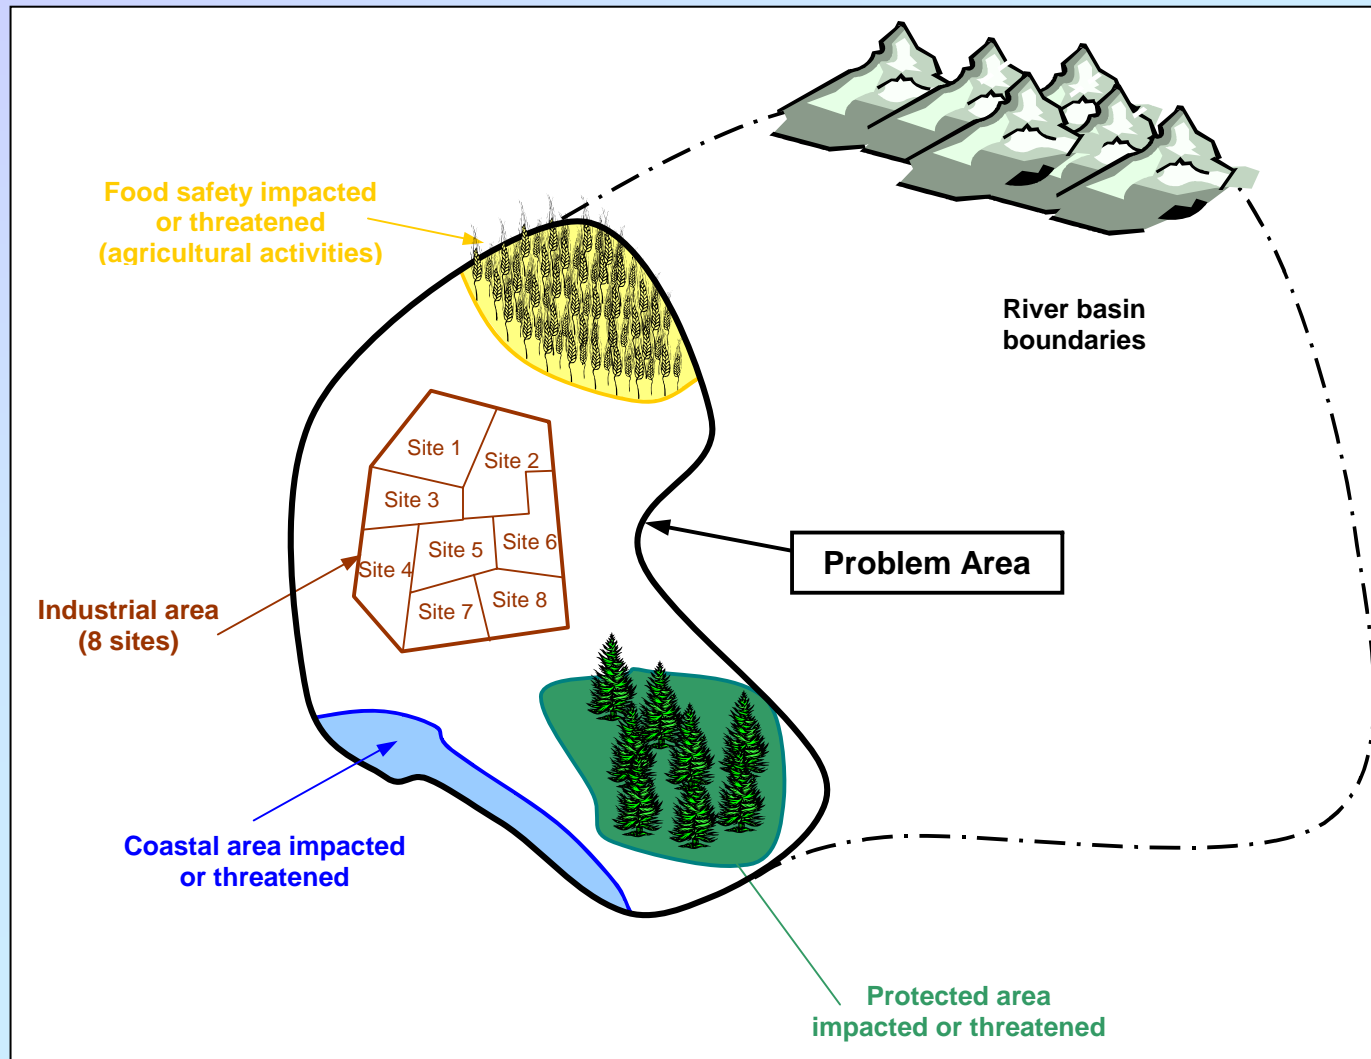 Food safety impacted
or threatened
(agricultural activities)
River basin
boundaries
Site 1
Site 2
Site 3
Site 4
Site 5
Site 6
Site 7
Site 8
Problem Area
Industrial area
(8 sites)
Coastal area impacted
or threatened
Protected area
impacted or threatened